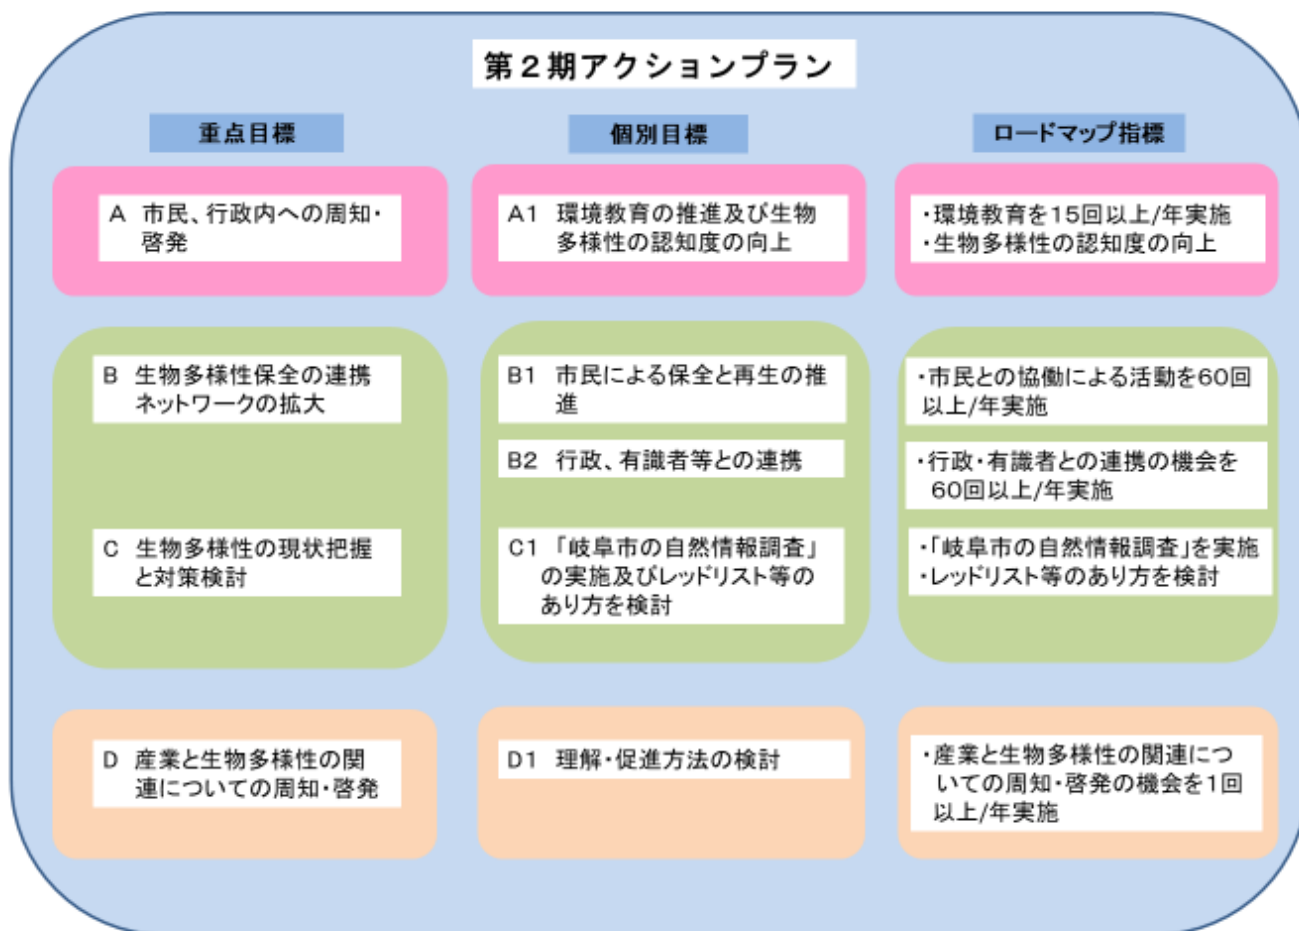 第2期アクションプラン
重点目標
個別目標
ロードマップ指標
A 市民、行政内への周知・
啓発
A1 環境教育の推進及び生物
多様性の認知度の向上
・環境教育を15回以上/年実施
・生物多様性の認知度の向上
B 生物多様性保全の連携
ネットワークの拡大
B1 市民による保全と再生の推
進
・市民との協働による活動を60回
以上/年実施
B2 行政、有識者等との連携
・行政・有識者との連携の機会を
60回以上/年実施
C 生物多様性の現状把握
と対策検討
C1 「岐阜市の自然情報調査」
の実施及びレッドリスト等の
あり方を検討
・「岐阜市の自然情報調査」を実施
・レッドリスト等のあり方を検討
D 産業と生物多様性の関
連についての周知・啓発
D1 理解・促進方法の検討
・産業と生物多様性の関連につ
いての周知・啓発の機会を1回
以上/年実施